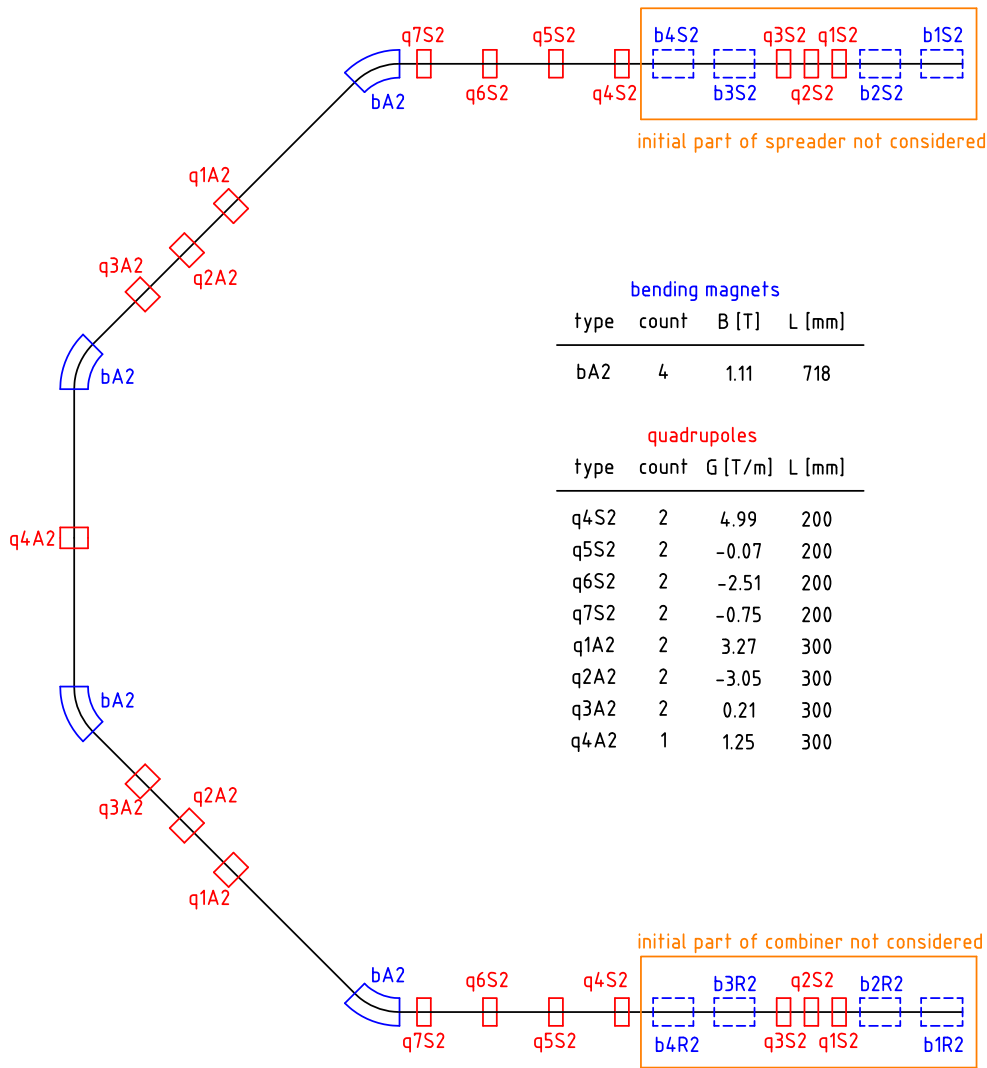 q7S2 q5S2 b4S2 q3S2 q1S2 b1S2
bA2 q6S2 q4S2 b3S2 q2S2 b2S2
initial part of spreader not considered
q1A2
q3A2 q2A2
bending magnets
type count B [T] L [mm]
bA2 4 1.11 718
bA2
quadrupoles
type count G [T/m] L [mm]
q4S2 2 4.99 200
q5S2 2 -0.07 200
q4A2
q6S2 2 -2.51 200
q7S2 2 -0.75 200
q1A2 2 3.27 300
q2A2 2 -3.05 300
bA2
q3A2 2 0.21 300
q4A2 1 1.25 300
q2A2
q3A2
q1A2
initial part of combiner not considered
bA2 q6S2 q4S2 b3R2 q2S2 b2R2
q7S2 q5S2 b4R2 q3S2 q1S2 b1R2